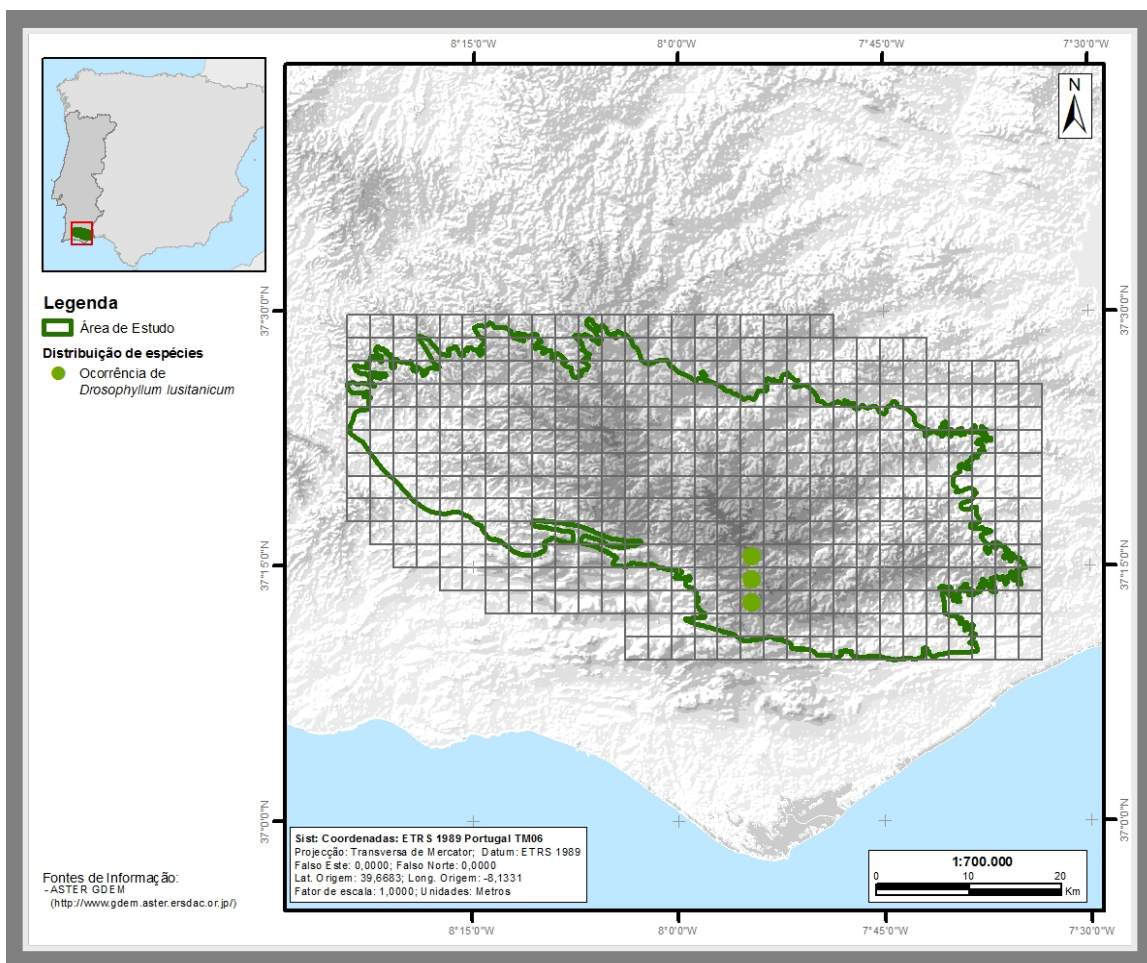 8°15'0"W 8°0'0"W 7°45'0"W 7°30'0"W
N
Legenda
Área de Estudo
Distribuição de espécies
Ocorrência de
Drosophyllum lusitanicum
37°30'0"N 37°30'0"N
37°15'0"N 37°15'0"N
37°0'0"N 37°0'0"N
Sist: Coordenadas: ETRS 1989 Portugal TM06
Projecção: Transversa de Mercator; Datum: ETRS 1989
Falso Este: 0,0000; Falso Norte: 0,0000
Lat. Origem: 39,6683; Long. Origem: -8,1331
Fator de escala: 1,0000; Unidades: Metros
1:700.000
0 10 20
Km
Fontes de Informação:
-ASTER GDEM
(http://www.gdem.aster.ersdac.or.jp/)
8°15'0"W 8°0'0"W 7°45'0"W 7°30'0"W